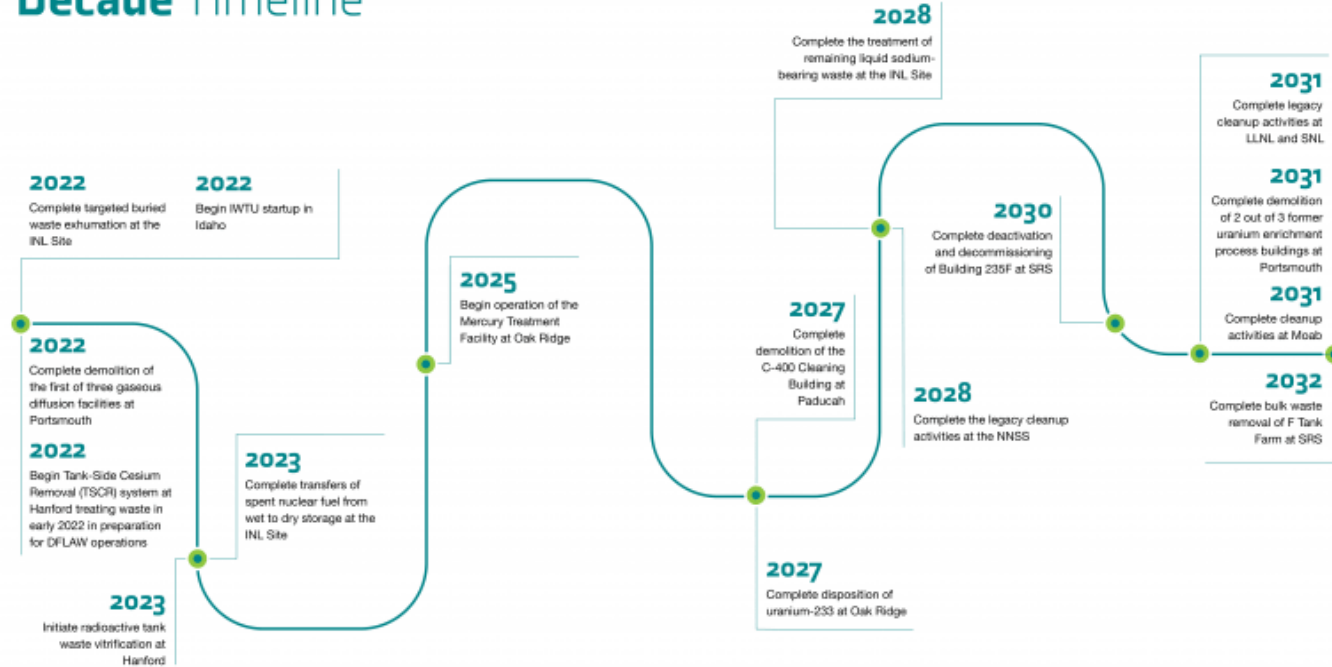 Decade Timeline
2022
Complete targeted buried
waste exhumation at the
INL Site
2022
Begin IWTU startup in
Idaho
2022
Complete demolition of
the first of three gaseous
diffusion facilities at
Portsmouth
2022
Begin Tank-Side Cesium
Removal (TSCR) system at
Hanford treating waste in
early 2022 in preparation
for DFLAW operations
2023
Initiate radioactive tank
waste vitrification at
Hanford
2023
Complete transfers of
spent nuclear fuel from
wet to dry storage at the
INL Site
2025
Begin operation of the
Mercury Treatment
Facility at Oak Ridge
2027
Complete
demolition of the
C-400 Cleaning
Building at
Paducah
2027
Complete disposition of
uranium-233 at Oak Ridge
2028
Complete the treatment of
remaining liquid sodium-
bearing waste at the INL Site
2028
Complete the legacy cleanup
activities at the NNSS
2030
Complete deactivation
and decommissioning
of Building 235F at SRS
2031
Complete legacy
cleanup activities at
LLNL and SNL
2031
Complete demolition
of 2 out of 3 former
uranium enrichment
process buildings at
Portsmouth
2031
Complete cleanup
activities at Moab
2032
Complete bulk waste
removal of F Tank
Farm at SRS